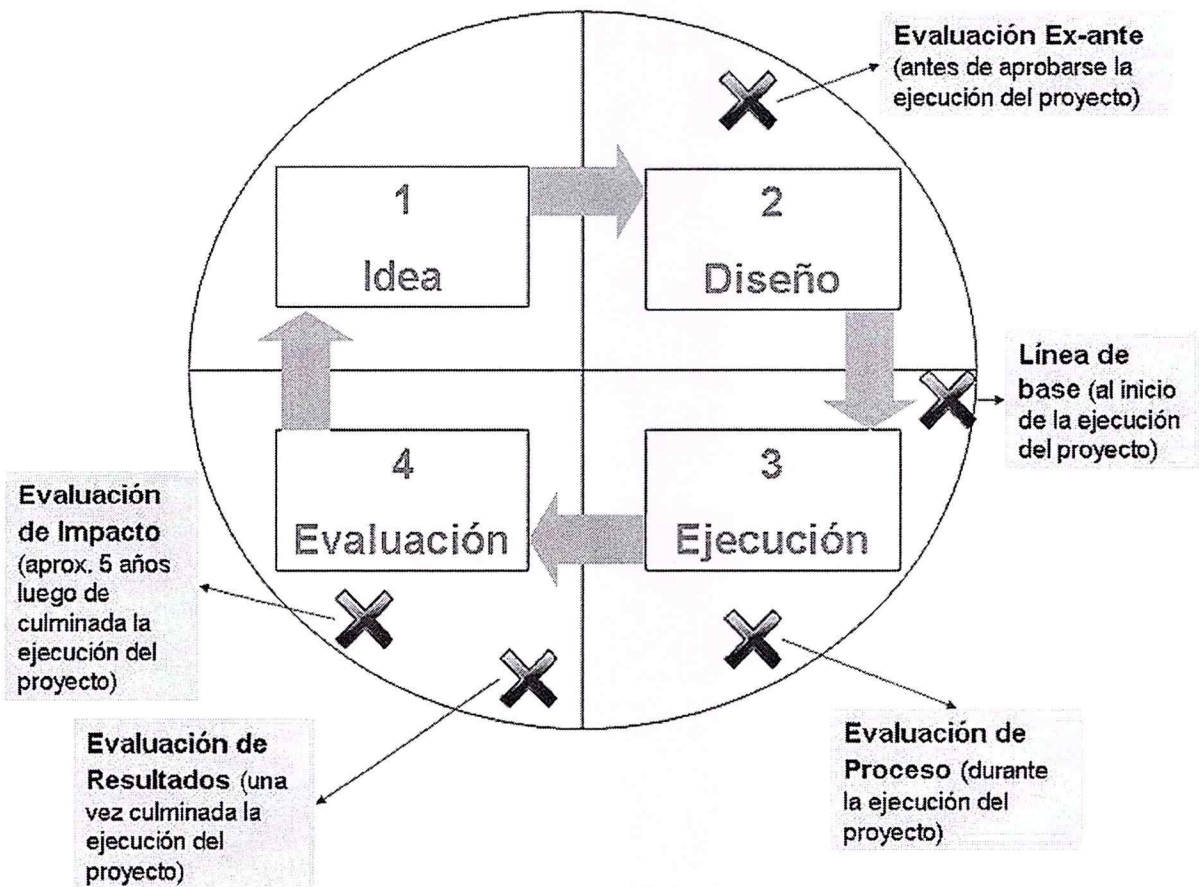 Evaluación Ex-ante
(antes de aprobarse la
ejecución del proyecto)
1
Idea
2
Diseño
Línea de
base (al inicio
de la ejecución
del proyecto)
3
Ejecución
4
Evaluación
Evaluación
de Impacto
(aprox. 5 años
luego de
culminada la
ejecución del
proyecto)
Evaluación de
Resultados (una
vez culminada la
ejecución del
proyecto)
Evaluación de
Proceso (durante
la ejecución del
proyecto)